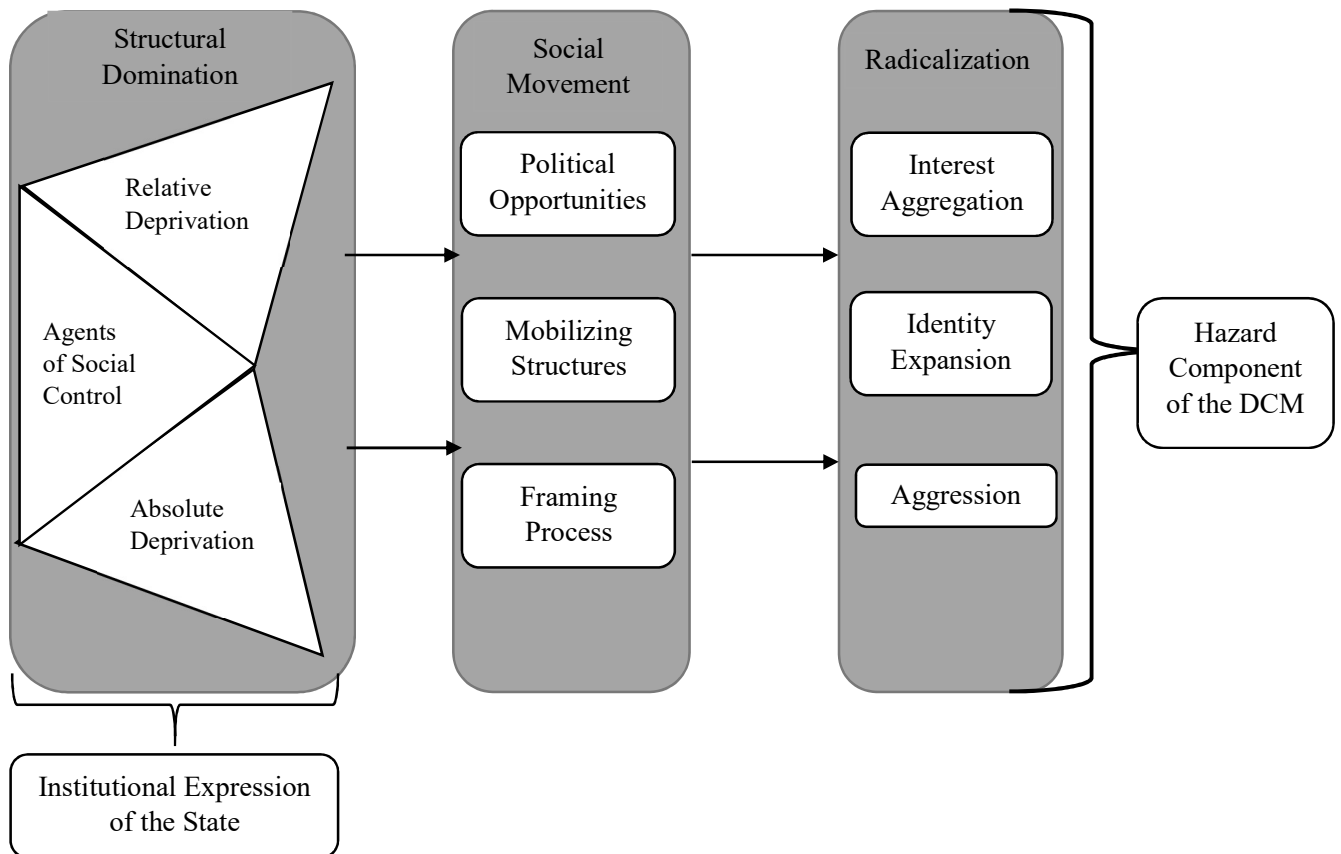 Structural
Domination
Relative
Deprivation
Agents
of Social
Control
Absolute
Deprivation
Institutional Expression
of the State
Social
Movement
Political
Opportunities
Mobilizing
Structures
Framing
Process
Radicalization
Interest
Aggregation
Identity
Expansion
Aggression
Hazard
Component
of the DCM